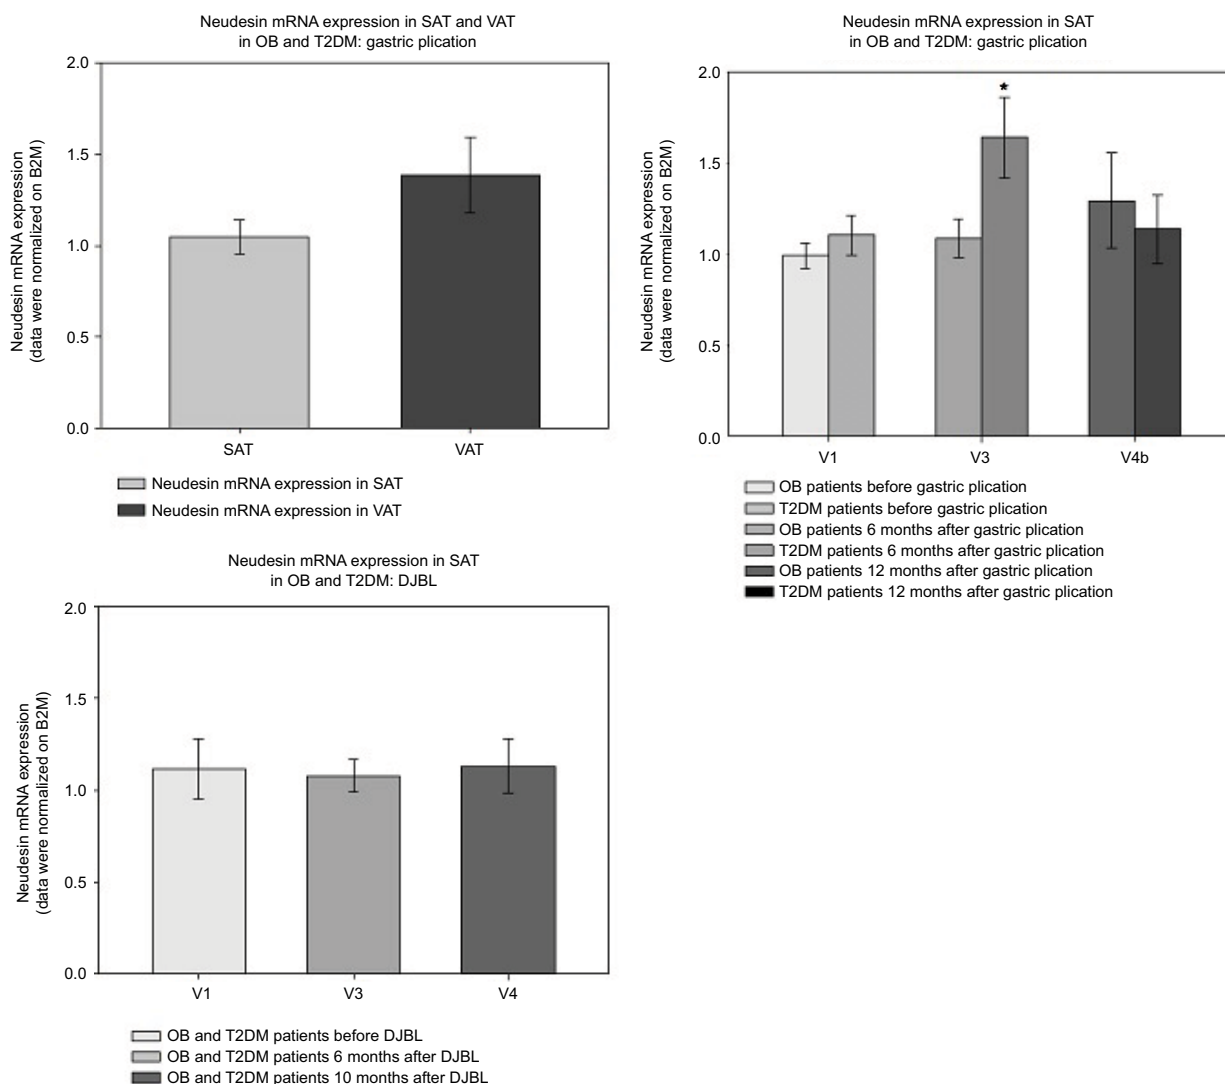 Neudesin mRNA expression in SAT and VAT
in OB and T2DM: gastric plication
2.0
1.5
1.0
0.5
0.0
Neudesin mRNA expression
(data were normalized on B2M)
SAT
VAT
Neudesin mRNA expression in SAT
Neudesin mRNA expression in VAT
Neudesin mRNA expression in SAT
in OB and T2DM: gastric plication
2.0
1.5
1.0
0.5
0.0
Neudesin mRNA expression
(data were normalized on B2M)
*
V1
V3
V4b
OB patients before gastric plication
T2DM patients before gastric plication
OB patients 6 months after gastric plication
T2DM patients 6 months after gastric plication
OB patients 12 months after gastric plication
T2DM patients 12 months after gastric plication
Neudesin mRNA expression in SAT
in OB and T2DM: DJBL
2.0
1.5
1.0
0.5
0.0
Neudesin mRNA expression
(data were normalized on B2M)
V1
V3
V4
OB and T2DM patients before DJBL
OB and T2DM patients 6 months after DJBL
OB and T2DM patients 10 months after DJBL